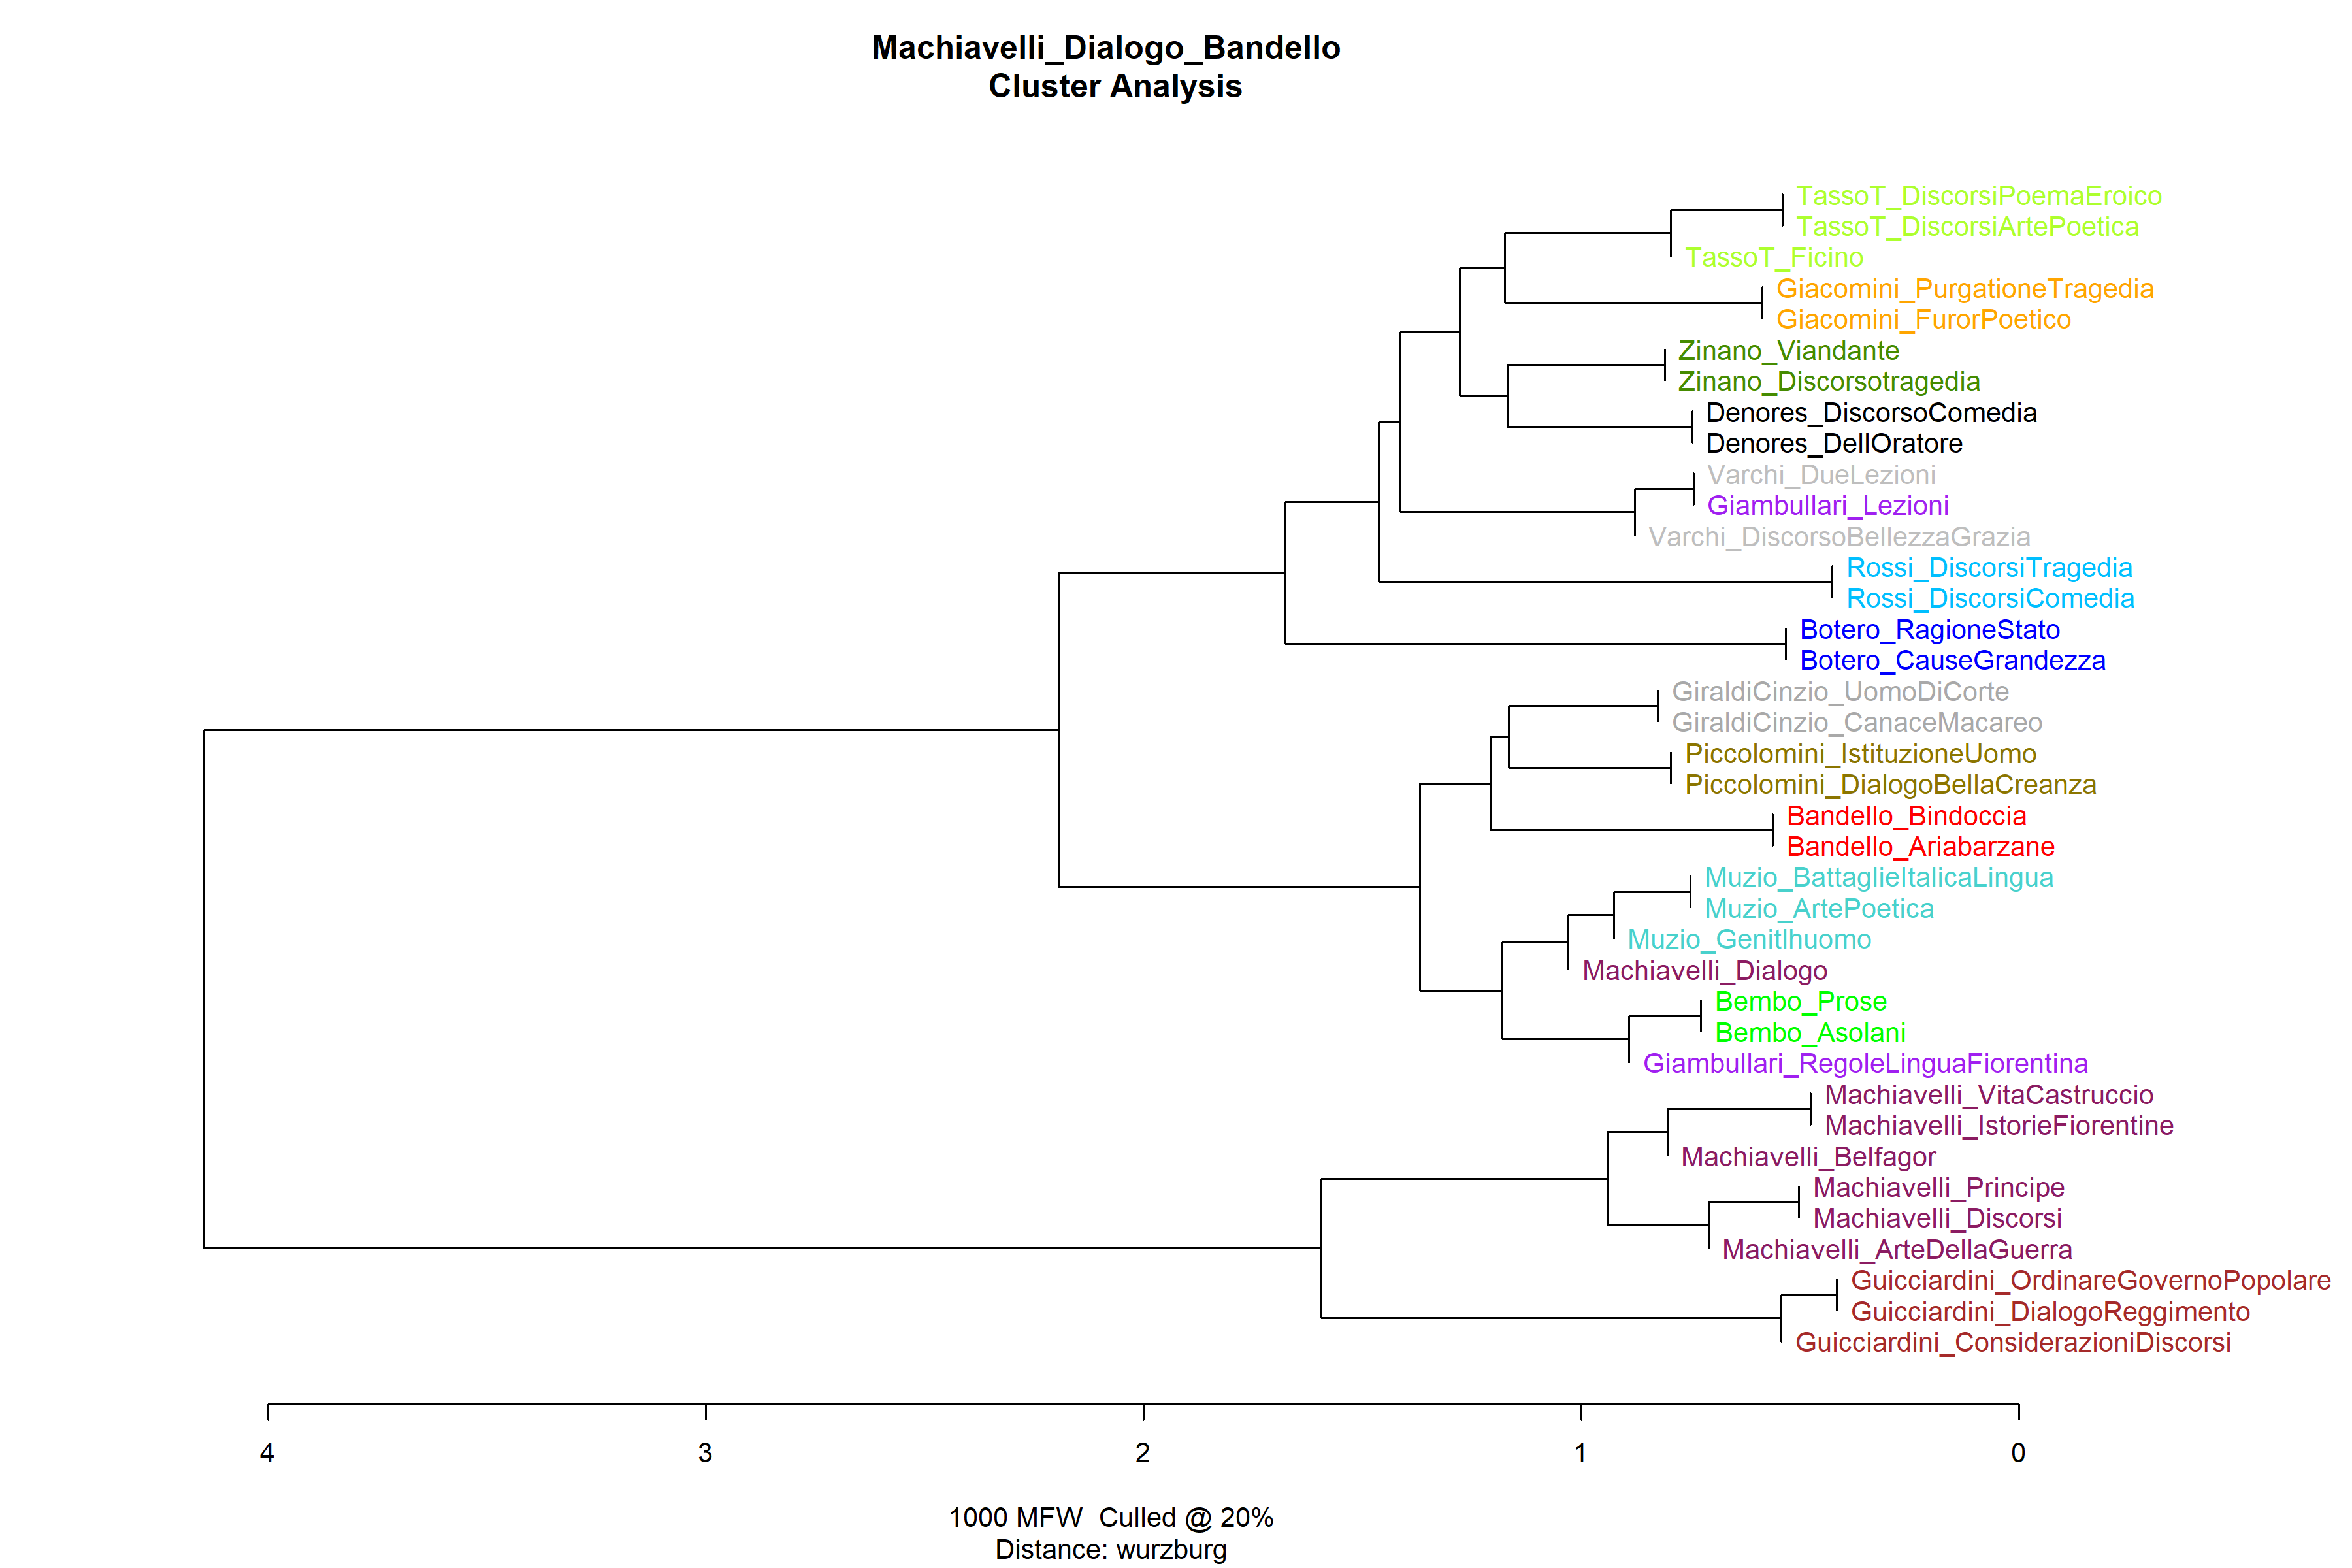 Machiavelli_Dialogo_Bandello
Cluster Analysis
TassoT_DiscorsiPoemaEroico
TassoT_DiscorsiArtePoetica
TassoT_Ficino
Giacomini_PurgationeTragedia
Giacomini_FurorPoetico
Zinano_Viandante
Zinano_Discorsotragedia
Denores_DiscorsoComedia
Denores_DellOratore
Varchi_DueLezioni
Giambullari_Lezioni
Varchi_DiscorsoBellezzaGrazia
Rossi_DiscorsiTragedia
Rossi_DiscorsiComedia
Botero_RagioneStato
Botero_CauseGrandezza
GiraldiCinzio_UomoDiCorte
GiraldiCinzio_CanaceMacareo
Piccolomini_IstituzioneUomo
Piccolomini_DialogoBellaCreanza
Bandello_Bindoccia
Bandello_Ariabarzane
Muzio_BattaglieItalicaLingua
Muzio_ArtePoetica
Muzio_Genitlhuomo
Machiavelli_Dialogo
Bembo_Prose
Bembo_Asolani
Giambullari_RegoleLinguaFiorentina
Machiavelli_VitaCastruccio
Machiavelli_IstorieFiorentine
Machiavelli_Belfagor
Machiavelli_Principe
Machiavelli_Discorsi
Machiavelli_ArteDellaGuerra
Guicciardini_OrdinareGovernoPopolare
Guicciardini_DialogoReggimento
Guicciardini_ConsiderazioniDiscorsi
4 3 2 1 0
1000 MFW  Culled @ 20%
Distance: wurzburg